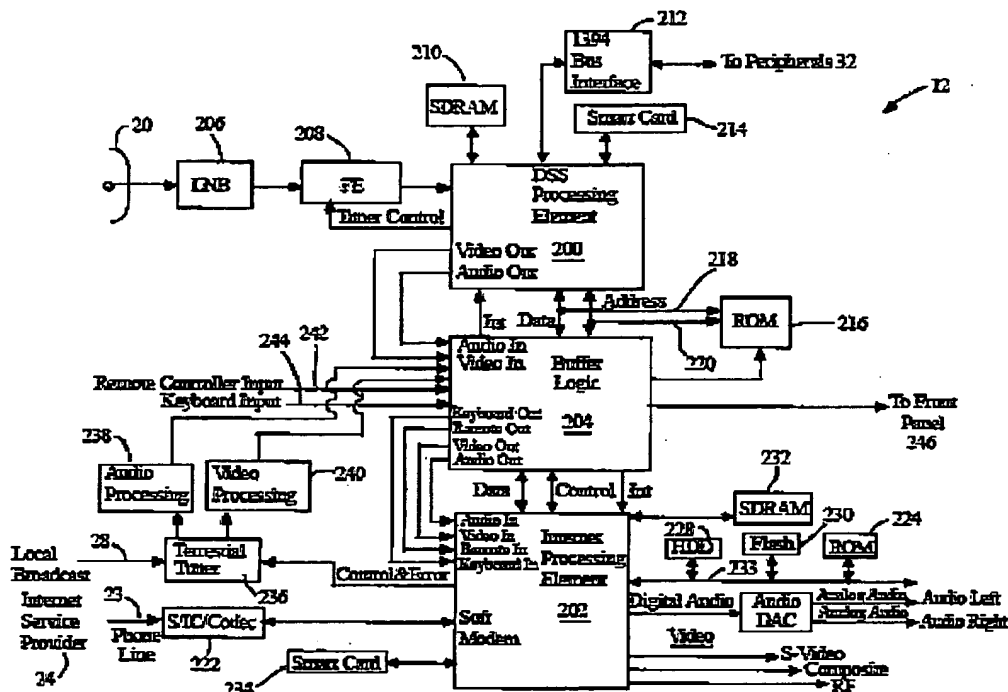 212
1394
Bus
Interface
To Peripherals 32
12
210
SDRAM
Smart Card
214
20
206
208
LNB
FE
Tuner Control
DSS
Processing
Element
200
Video Out
Audio Out
218
Address
Int
Data
ROM
216
220
242
244
Audio In
Video In
Buffer
Logic
204
Remote Controller Input
Keyboard Input
Keyboard Out
Remote Out
Video Out
Audio Out
To Front
Panel
246
238
Audio
Processing
Video
Processing
240
Data
Control
Int
232
SDRAM
230
224
228
HDD
Flash
ROM
233
Audio In
Video In
Remote In
Keyboard In
Internet
Processing
Element
202
Soft
Modem
Local
Broadcast
28
Terrestrial
Tuner
236
Control & Error
Internet
Service
Provider
24
23
Phone
Line
STC/Codec
222
Smart Card
234
Digital Audio
Audio
DAC
Analog Audio
Analog Audio
Audio Left
Audio Right
Video
S-Video
Composite
RF